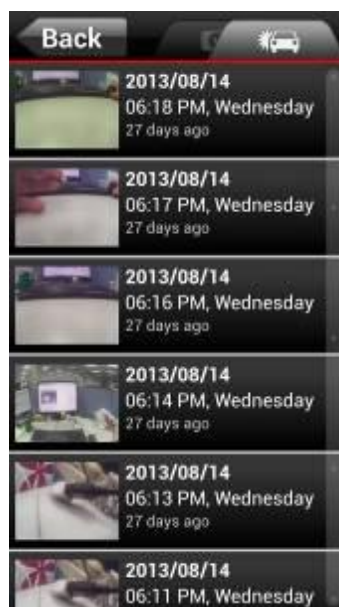 Back
2013/08/14
06:18 PM, Wednesday
27 days ago
2013/08/14
06:17 PM, Wednesday
27 days ago
2013/08/14
06:16 PM, Wednesday
27 days ago
2013/08/14
06:14 PM, Wednesday
27 days ago
2013/08/14
06:13 PM, Wednesday
27 days ago
2013/08/14
06:11 PM, Wednesday